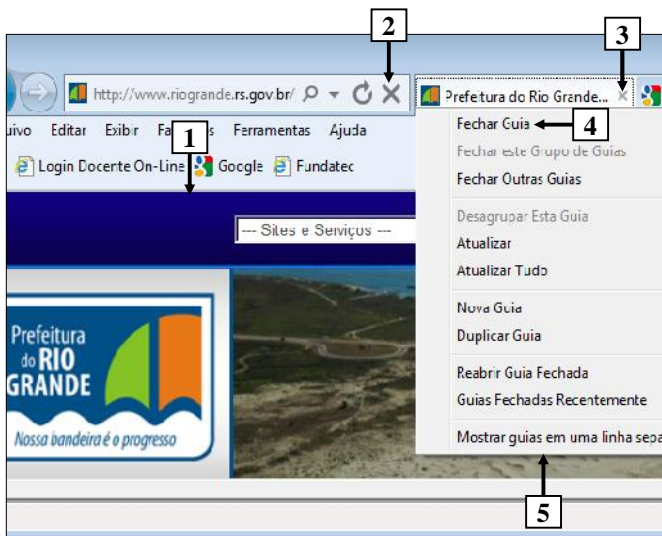 2
3
http://www.riogrande.rs.gov.br/
Prefeitura do Rio Grande...
uivo Editar Exibir Fa s Ferramentas Ajuda
1
Login Docerte On-Line Google Fundatec
--- Sites e Serviços ---
Fechar Guia
4
Fechar este Grupo de Guias
Fechar Outras Guias
Desagrupar Esta Guia
Atualizar
Atualizar Tudo
Nova Guia
Duplicar Guia
Reabrir Guia Fechada
Guias Fechadas Recentemente
Mostrar guias em uma linha sepa
Prefeitura
do RIO
GRANDE
Nossa bandeira é o progresso
5